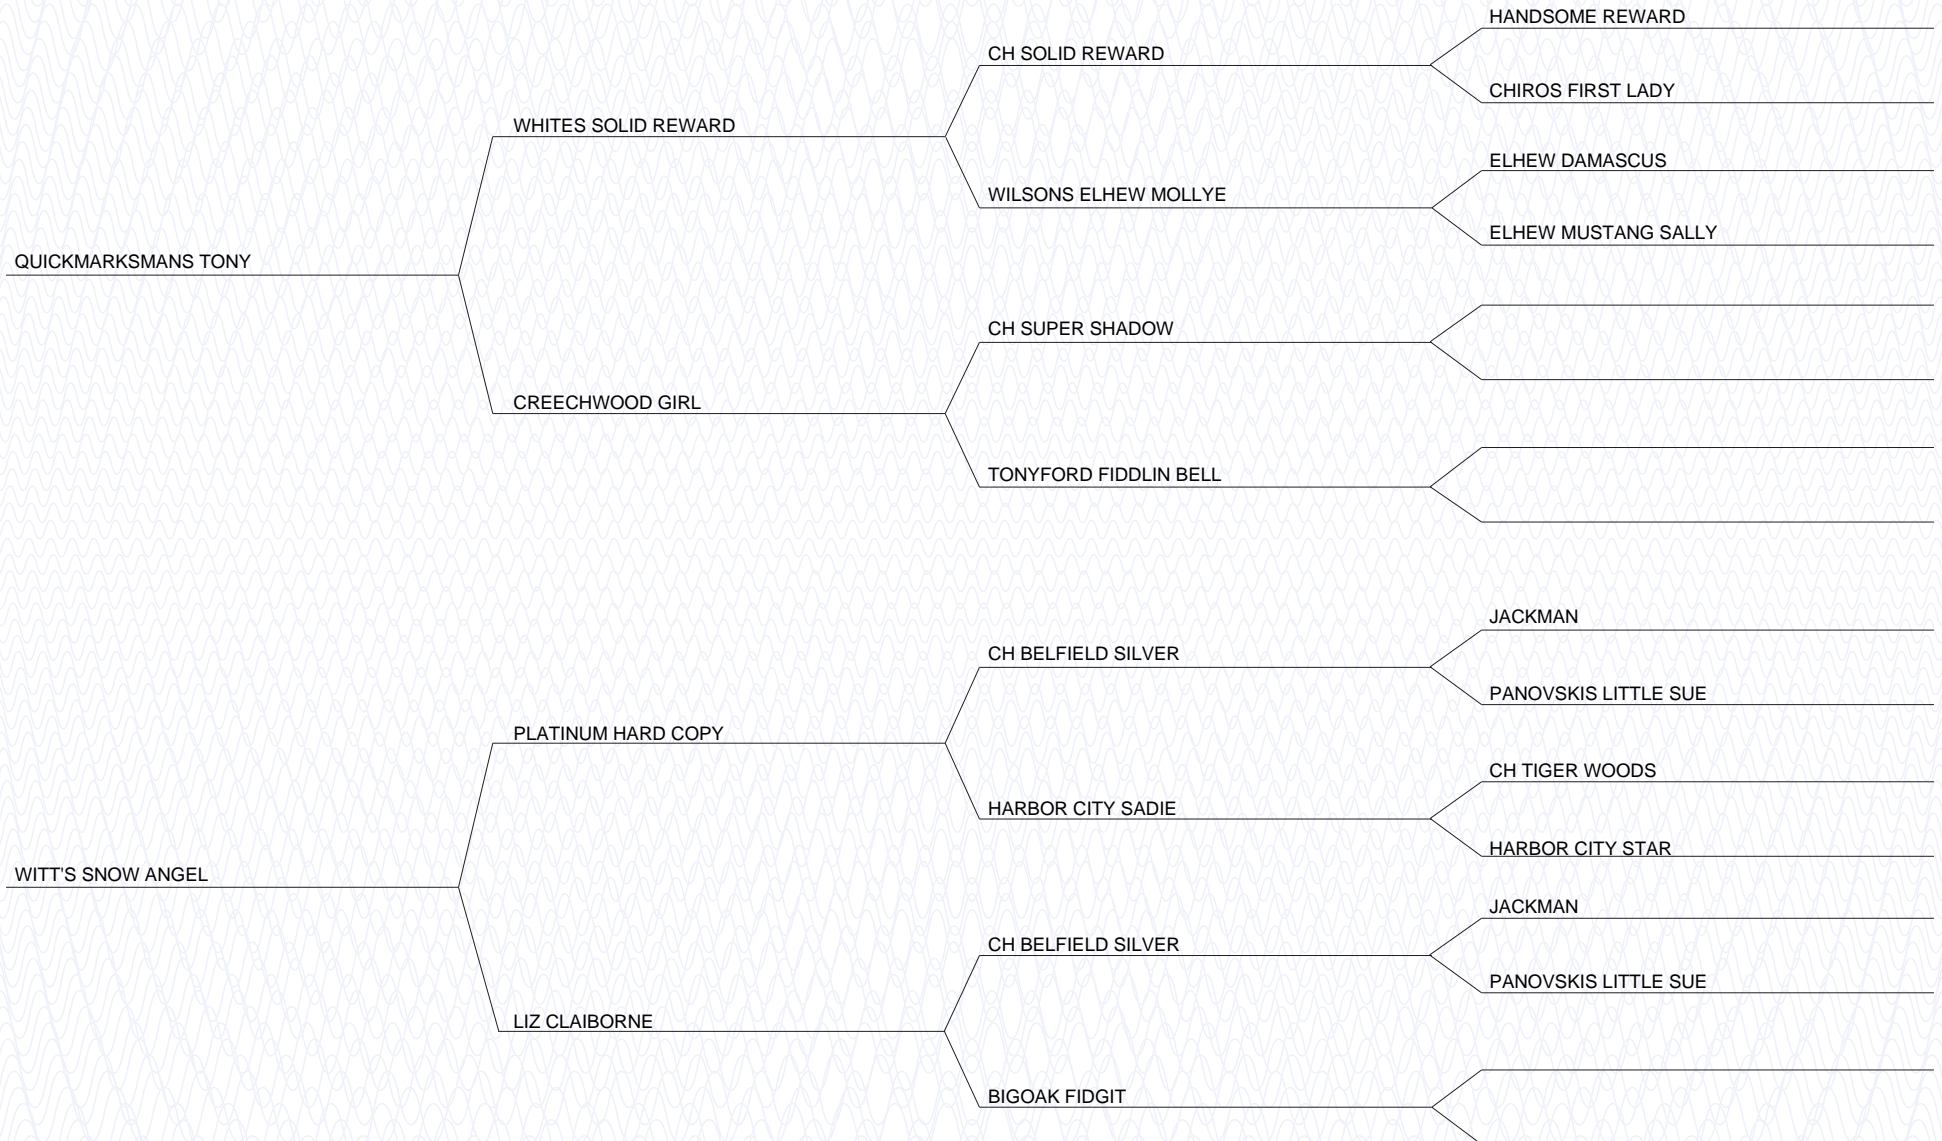 HANDSOME REWARD
CH SOLID REWARD
CHIROS FIRST LADY
WHITES SOLID REWARD
ELHEW DAMASCUS
WILSONS ELHEW MOLLYE
ELHEW MUSTANG SALLY
QUICKMARKSMANS TONY
CH SUPER SHADOW
CREECHWOOD GIRL
TONYFORD FIDDLIN BELL
JACKMAN
CH BELFIELD SILVER
PANOVSKIS LITTLE SUE
PLATINUM HARD COPY
CH TIGER WOODS
HARBOR CITY SADIE
HARBOR CITY STAR
WITT'S SNOW ANGEL
JACKMAN
CH BELFIELD SILVER
PANOVSKIS LITTLE SUE
LIZ CLAIBORNE
BIGOAK FIDGIT